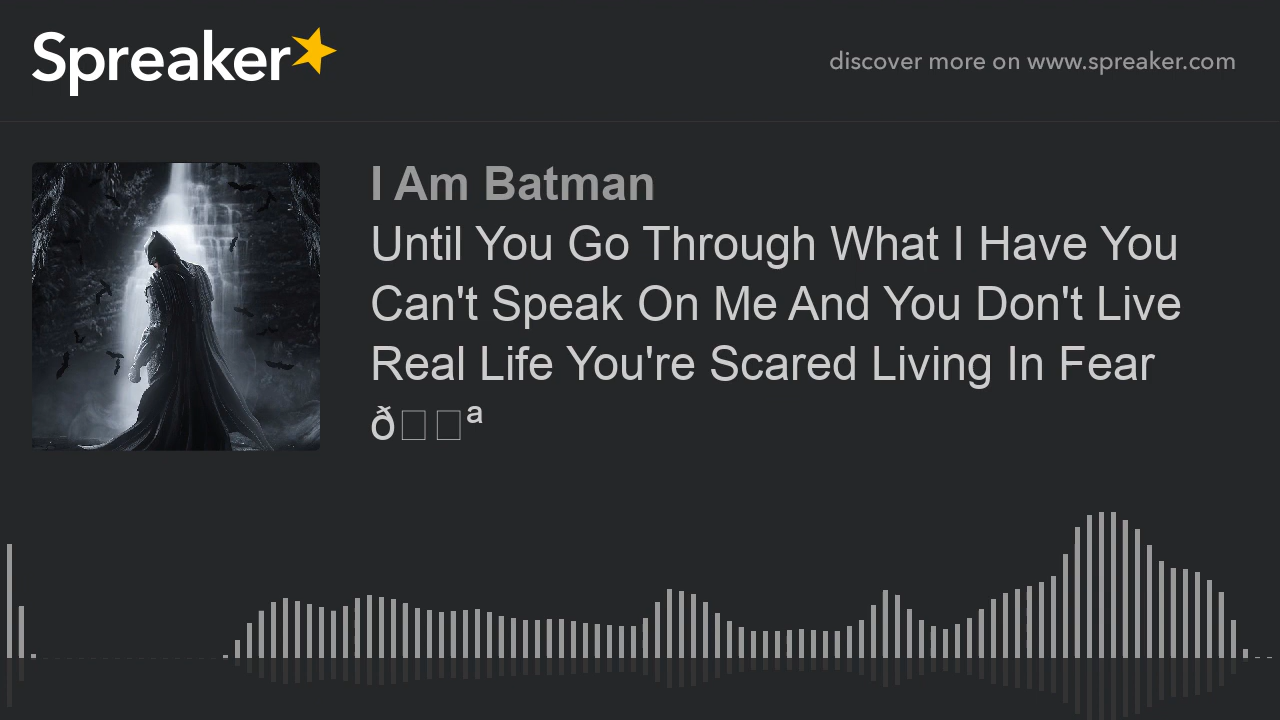 Spreaker
discover more on www.spreaker.com
I Am Batman
Until You Go Through What I Have You
Can't Speak On Me And You Don't Live
Real Life You're Scared Living In Fear
ð□□ª